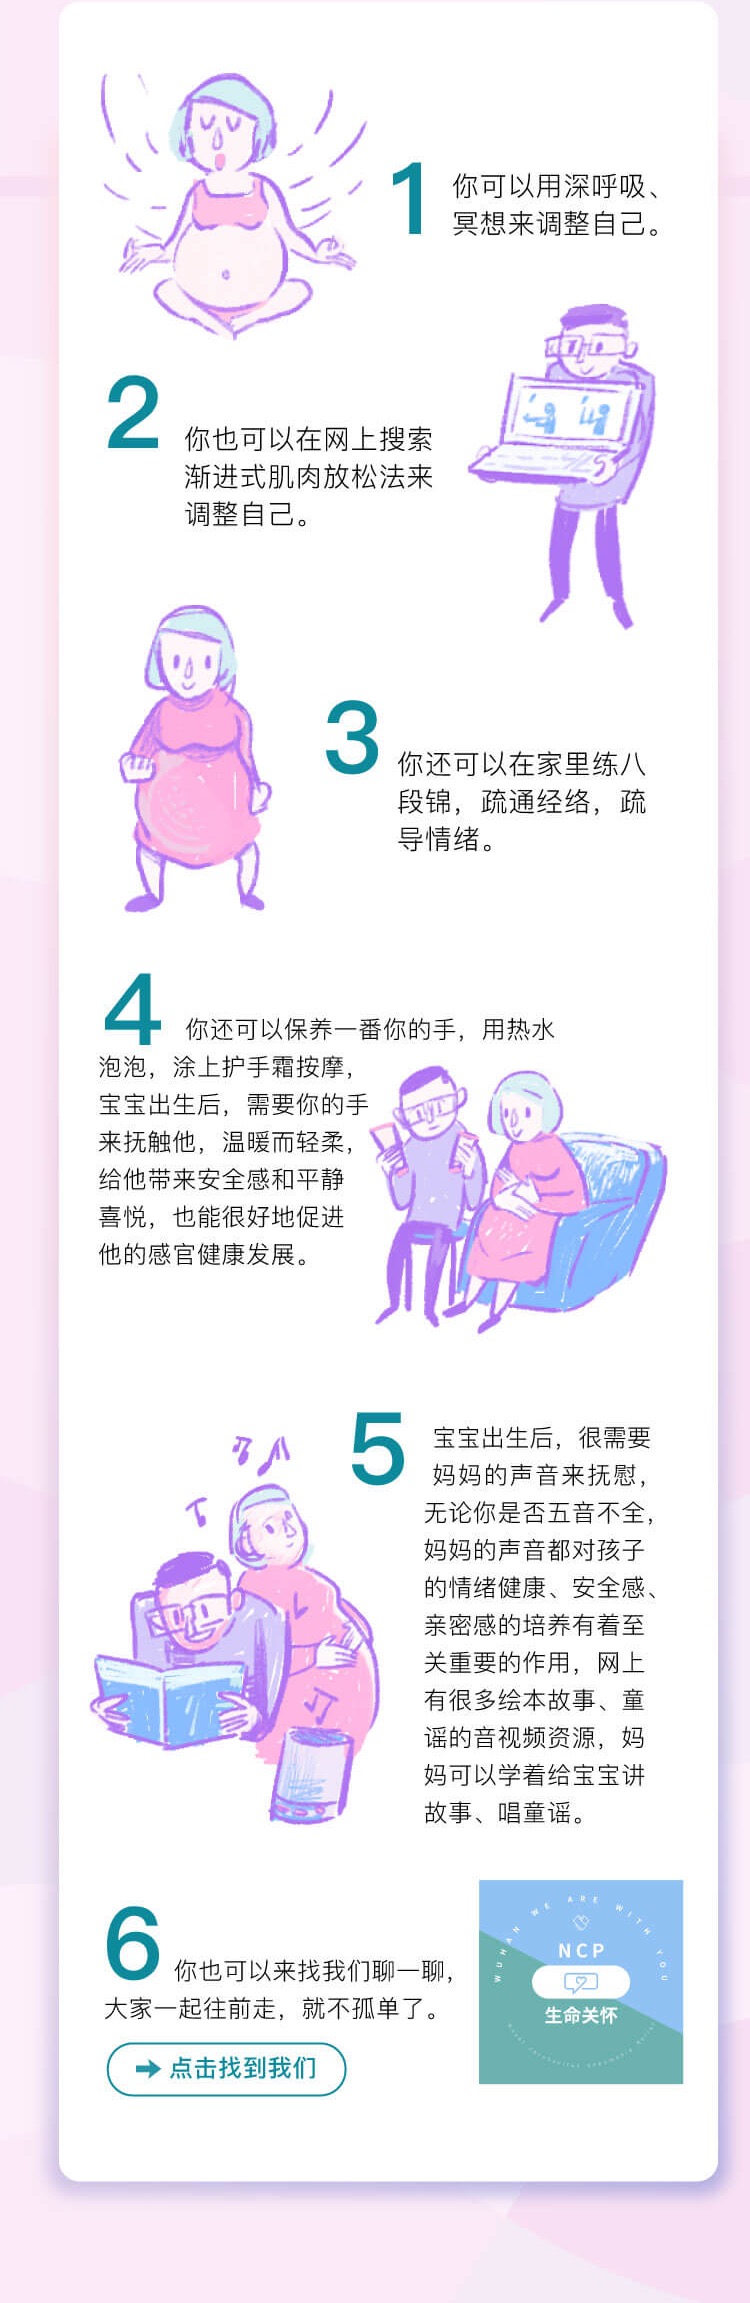 1
你可以用深呼吸、
冥想来调整自己。
2
你也可以在网上搜索
渐进式肌肉放松法来
调整自己。
3
你还可以在家里练八
段锦，疏通经络，疏
导情绪。
4
你还可以保养一番你的手，用热水
泡泡，涂上护手霜按摩，
宝宝出生后，需要你的手
来抚触他，温暖而轻柔，
给他带来安全感和平静
喜悦，也能很好地促进
他的感官健康发展。
5
宝宝出生后，很需要
妈妈的声音来抚慰，
无论你是否五音不全，
妈妈的声音都对孩子
的情绪健康、安全感、
亲密感的培养有着至
关重要的作用，网上
有很多绘本故事、童
谣的音视频资源，妈
妈可以学着给宝宝讲
故事、唱童谣。
6
你也可以来找我们聊一聊，
大家一起往前走，就不孤单了。
点击找到我们
WUHAN WE ARE WITH YOU
NCP
生命关怀